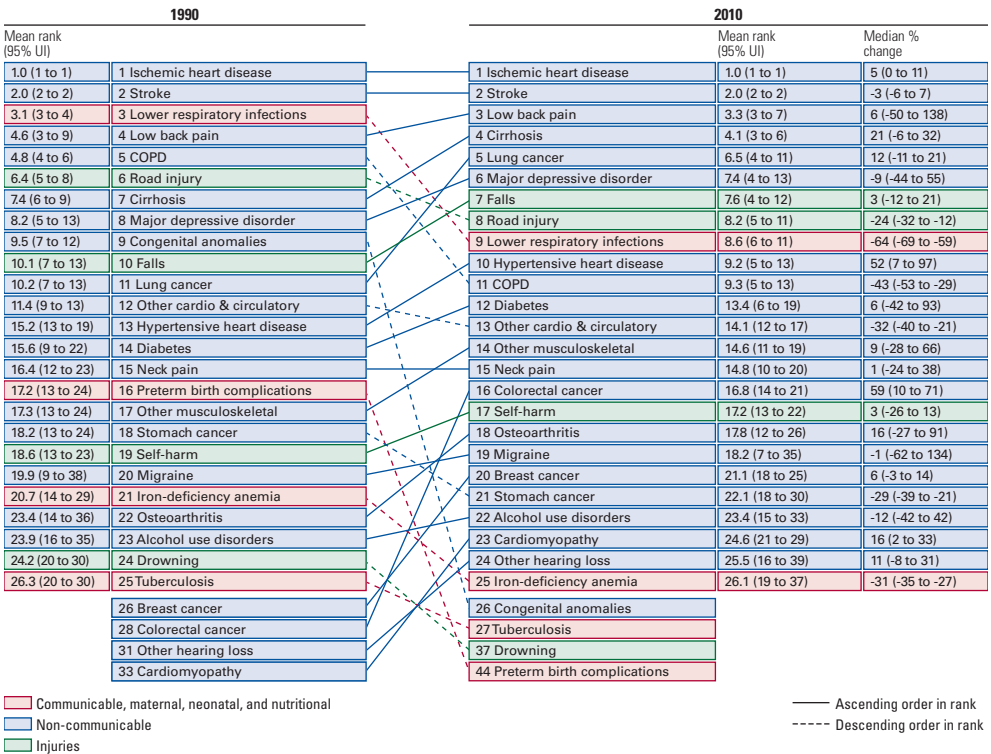 1990 2010
Mean rank (95% UI) Mean rank (95% UI) Median % change
1.0 (1 to 1) 1 Ischemic heart disease 1 Ischemic heart disease 1.0 (1 to 1) 5 (0 to 11)
2.0 (2 to 2) 2 Stroke 2 Stroke 2.0 (2 to 2) -3 (-6 to 7)
3.1 (3 to 4) 3 Lower respiratory infections 3 Low back pain 3.3 (3 to 7) 6 (-50 to 138)
4.6 (3 to 9) 4 Low back pain 4 Cirrhosis 4.1 (3 to 6) 21 (-6 to 32)
4.8 (4 to 6) 5 COPD 5 Lung cancer 6.5 (4 to 11) 12 (-11 to 21)
6.4 (5 to 8) 6 Road injury 6 Major depressive disorder 7.4 (4 to 13) -9 (-44 to 55)
7.4 (6 to 9) 7 Cirrhosis 7 Falls 7.6 (4 to 12) 3 (-12 to 21)
8.2 (5 to 13) 8 Major depressive disorder 8 Road injury 8.2 (5 to 11) -24 (-32 to -12)
9.5 (7 to 12) 9 Congenital anomalies 9 Lower respiratory infections 8.6 (6 to 11) -64 (-69 to -59)
10.1 (7 to 13) 10 Falls 10 Hypertensive heart disease 9.2 (5 to 13) 52 (7 to 97)
10.2 (7 to 13) 11 Lung cancer 11 COPD 9.3 (5 to 13) -43 (-53 to -29)
11.4 (9 to 13) 12 Other cardio & circulatory 12 Diabetes 13.4 (6 to 19) 6 (-42 to 93)
15.2 (13 to 19) 13 Hypertensive heart disease 13 Other cardio & circulatory 14.1 (12 to 17) -32 (-40 to -21)
15.6 (9 to 22) 14 Diabetes 14 Other musculoskeletal 14.6 (11 to 19) 9 (-28 to 66)
16.4 (12 to 23) 15 Neck pain 15 Neck pain 14.8 (10 to 20) 1 (-24 to 38)
17.2 (13 to 24) 16 Preterm birth complications 16 Colorectal cancer 16.8 (14 to 21) 59 (10 to 71)
17.3 (13 to 24) 17 Other musculoskeletal 17 Self-harm 17.2 (13 to 22) 3 (-26 to 13)
18.2 (13 to 24) 18 Stomach cancer 18 Osteoarthritis 17.8 (12 to 26) 16 (-27 to 91)
18.6 (13 to 23) 19 Self-harm 19 Migraine 18.2 (7 to 35) -1 (-62 to 134)
19.9 (9 to 38) 20 Migraine 20 Breast cancer 21.1 (18 to 25) 6 (-3 to 14)
20.7 (14 to 29) 21 Iron-deficiency anemia 21 Stomach cancer 22.1 (18 to 30) -29 (-39 to -21)
23.4 (14 to 36) 22 Osteoarthritis 22 Alcohol use disorders 23.4 (15 to 33) -12 (-42 to 42)
23.9 (16 to 35) 23 Alcohol use disorders 23 Cardiomyopathy 24.6 (21 to 29) 16 (2 to 33)
24.2 (20 to 30) 24 Drowning 24 Other hearing loss 25.5 (16 to 39) 11 (-8 to 31)
26.3 (20 to 30) 25 Tuberculosis 25 Iron-deficiency anemia 26.1 (19 to 37) -31 (-35 to -27)
26 Breast cancer 26 Congenital anomalies
28 Colorectal cancer 27 Tuberculosis
31 Other hearing loss 37 Drowning
33 Cardiomyopathy 44 Preterm birth complications
Communicable, maternal, neonatal, and nutritional Ascending order in rank
Non-communicable Descending order in rank
Injuries